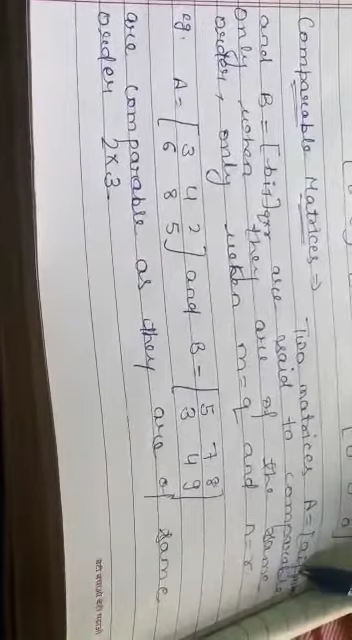 Comparable Matrices ⇒ Two matrices A = [aij]
and B = [bij]qxr are said to comparable
only when they are of the same
order, only when m = q and n = r
eg. A = [3 4 2
6 8 5] and B = [5 7 8
3 4 9]
are comparable as they are of same
order 2×3.